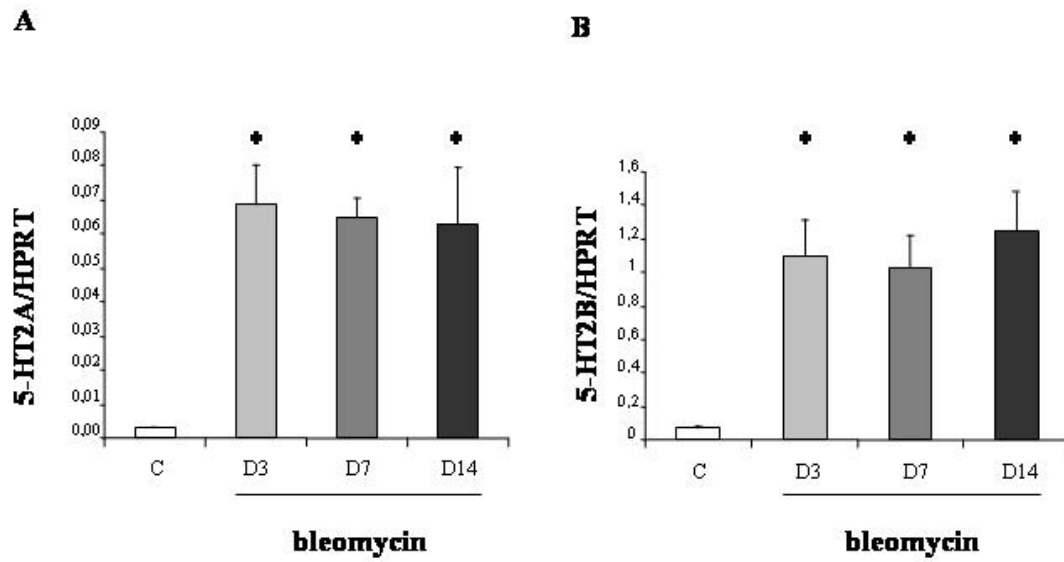 A
5-HT2A/HPRT
0,09
0,08
0,07
0,06
0,05
0,04
0,03
0,02
0,01
0,00
C D3 D7 D14
bleomycin
B
5-HT2B/HPRT
1,6
1,4
1,2
1
0,8
0,6
0,4
0,2
0
C D3 D7 D14
bleomycin